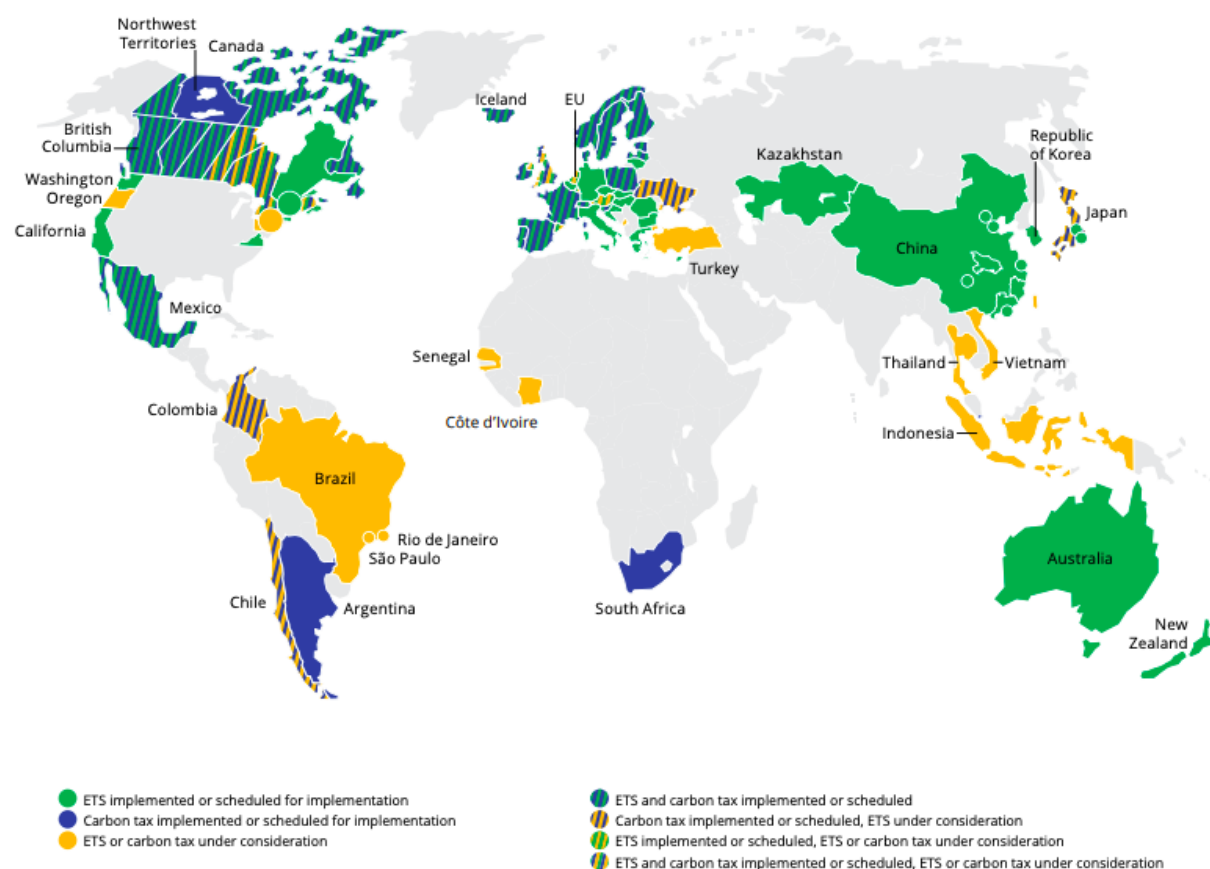 Northwest
Territories
Canada
Iceland
EU
British
Columbia
Washington
Oregon
California
Mexico
Kazakhstan
Republic
of Korea
Japan
China
Turkey
Senegal
Côte d’Ivoire
Thailand
Vietnam
Indonesia
Colombia
Brazil
Rio de Janeiro
São Paulo
Chile
Argentina
South Africa
Australia
New
Zealand
ETS implemented or scheduled for implementation
Carbon tax implemented or scheduled for implementation
ETS or carbon tax under consideration
ETS and carbon tax implemented or scheduled
Carbon tax implemented or scheduled, ETS under consideration
ETS implemented or scheduled, ETS or carbon tax under consideration
ETS and carbon tax implemented or scheduled, ETS or carbon tax under consideration